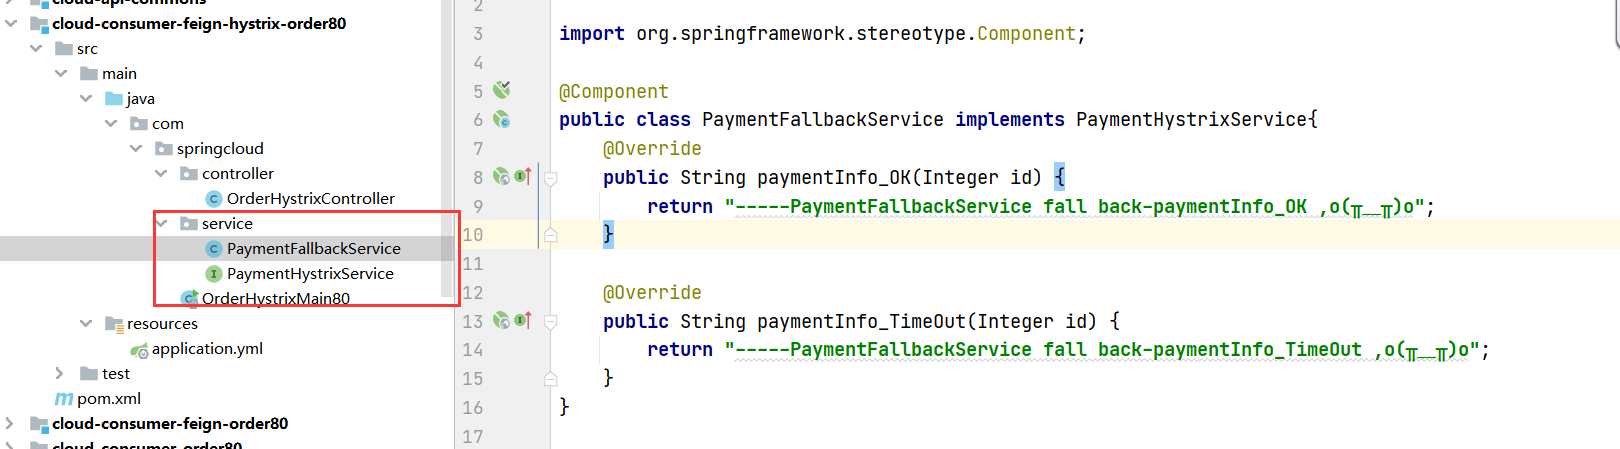 cloud-api-commons
cloud-consumer-feign-hystrix-order80
src
main
java
com
springcloud
controller
OrderHystrixController
service
PaymentFallbackService
PaymentHystrixService
OrderHystrixMain80
resources
application.yml
test
pom.xml
cloud-consumer-feign-order80
cloud-consumer-order80
2
3 import org.springframework.stereotype.Component;
4
5 @Component
6 public class PaymentFallbackService implements PaymentHystrixService{
7 @Override
8 public String paymentInfo_OK(Integer id) {
9 return "-----PaymentFallbackService fall back-paymentInfo_OK ,o(╥﹏╥)o";
10 }
11
12 @Override
13 public String paymentInfo_TimeOut(Integer id) {
14 return "-----PaymentFallbackService fall back-paymentInfo_TimeOut ,o(╥﹏╥)o";
15 }
16 }
17